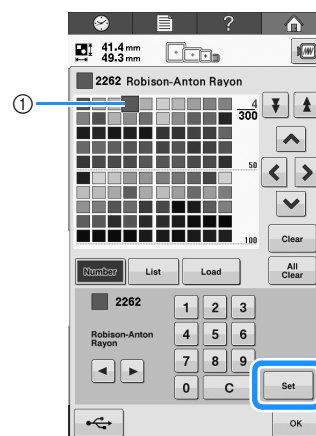 ?
41.4 mm
49.3 mm
2262 Robison-Anton Rayon
①
4
300
50
100
Clear
Number
List
Load
All
Clear
2262
Robison-Anton
Rayon
1 2 3
4 5 6
7 8 9
0 C
Set
OK